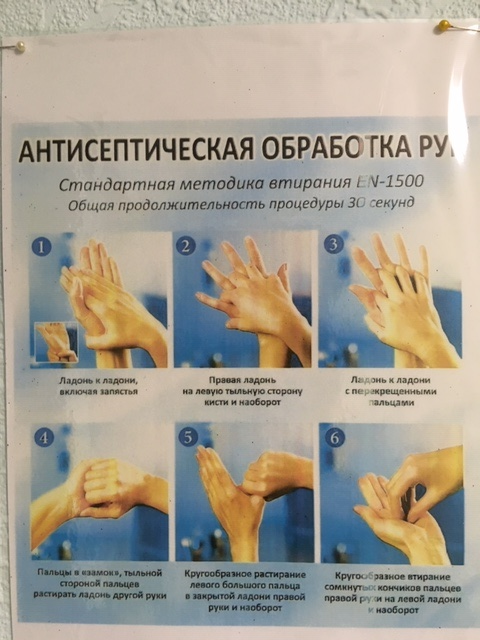 АНТИСЕПТИЧЕСКАЯ ОБРАБОТКА
Стандартная методика втирания EN-1500
Общая продолжительность процедуры 30 секунд
1
2
3
Ладонь к ладони,
включая запястья
Правая ладонь
на левую тыльную сторону
кисти и наоборот
Ладонь к ладони
с перекрещенными
пальцами
4
5
6
Пальцы в «замок», тыльной
стороной пальцев
растирать ладонь другой руки
Кругообразное растирание
левого большого пальца
в закрытой ладони правой
руки и наоборот
Кругообразное втирание
сомкнутых кончиков пальцев
правой руки на левой ладони
и наоборот